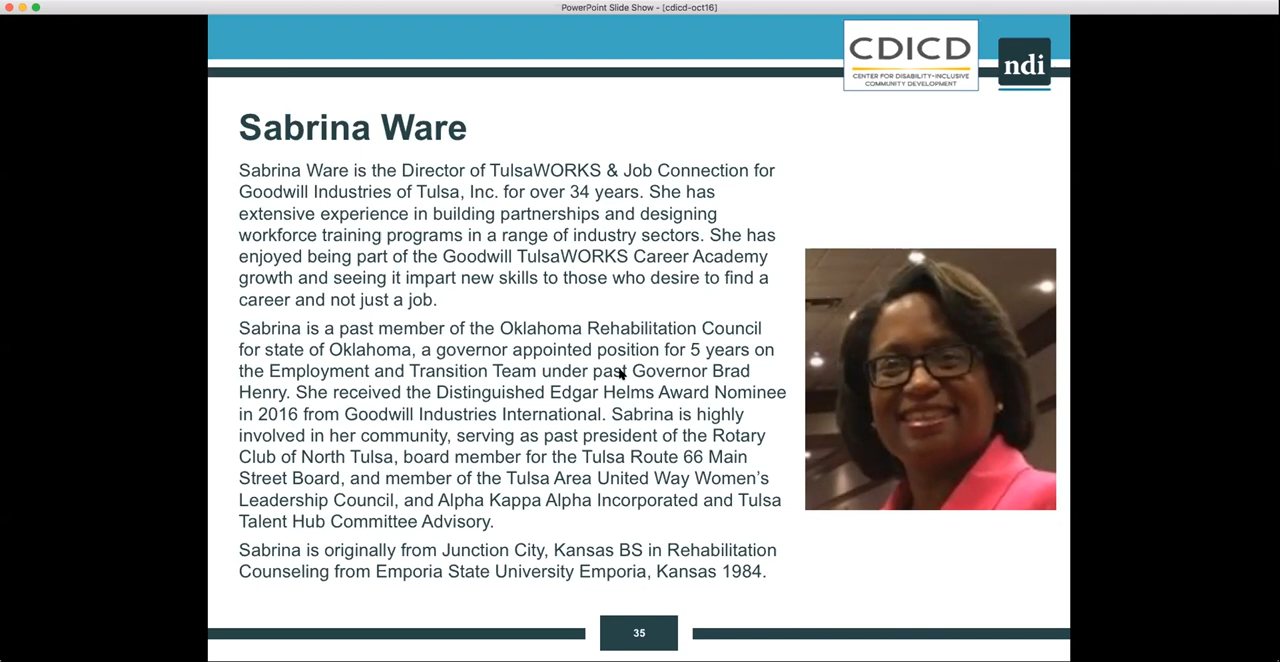 PowerPoint Slide Show - [cdicd-oct16]
CDICD
CENTER FOR DISABILITY-INCLUSIVE
COMMUNITY DEVELOPMENT
ndi
Sabrina Ware
Sabrina Ware is the Director of TulsaWORKS & Job Connection for
Goodwill Industries of Tulsa, Inc. for over 34 years. She has
extensive experience in building partnerships and designing
workforce training programs in a range of industry sectors. She has
enjoyed being part of the Goodwill TulsaWORKS Career Academy
growth and seeing it impart new skills to those who desire to find a
career and not just a job.
Sabrina is a past member of the Oklahoma Rehabilitation Council
for state of Oklahoma, a governor appointed position for 5 years on
the Employment and Transition Team under past Governor Brad
Henry. She received the Distinguished Edgar Helms Award Nominee
in 2016 from Goodwill Industries International. Sabrina is highly
involved in her community, serving as past president of the Rotary
Club of North Tulsa, board member for the Tulsa Route 66 Main
Street Board, and member of the Tulsa Area United Way Women's
Leadership Council, and Alpha Kappa Alpha Incorporated and Tulsa
Talent Hub Committee Advisory.
Sabrina is originally from Junction City, Kansas BS in Rehabilitation
Counseling from Emporia State University Emporia, Kansas 1984.
35